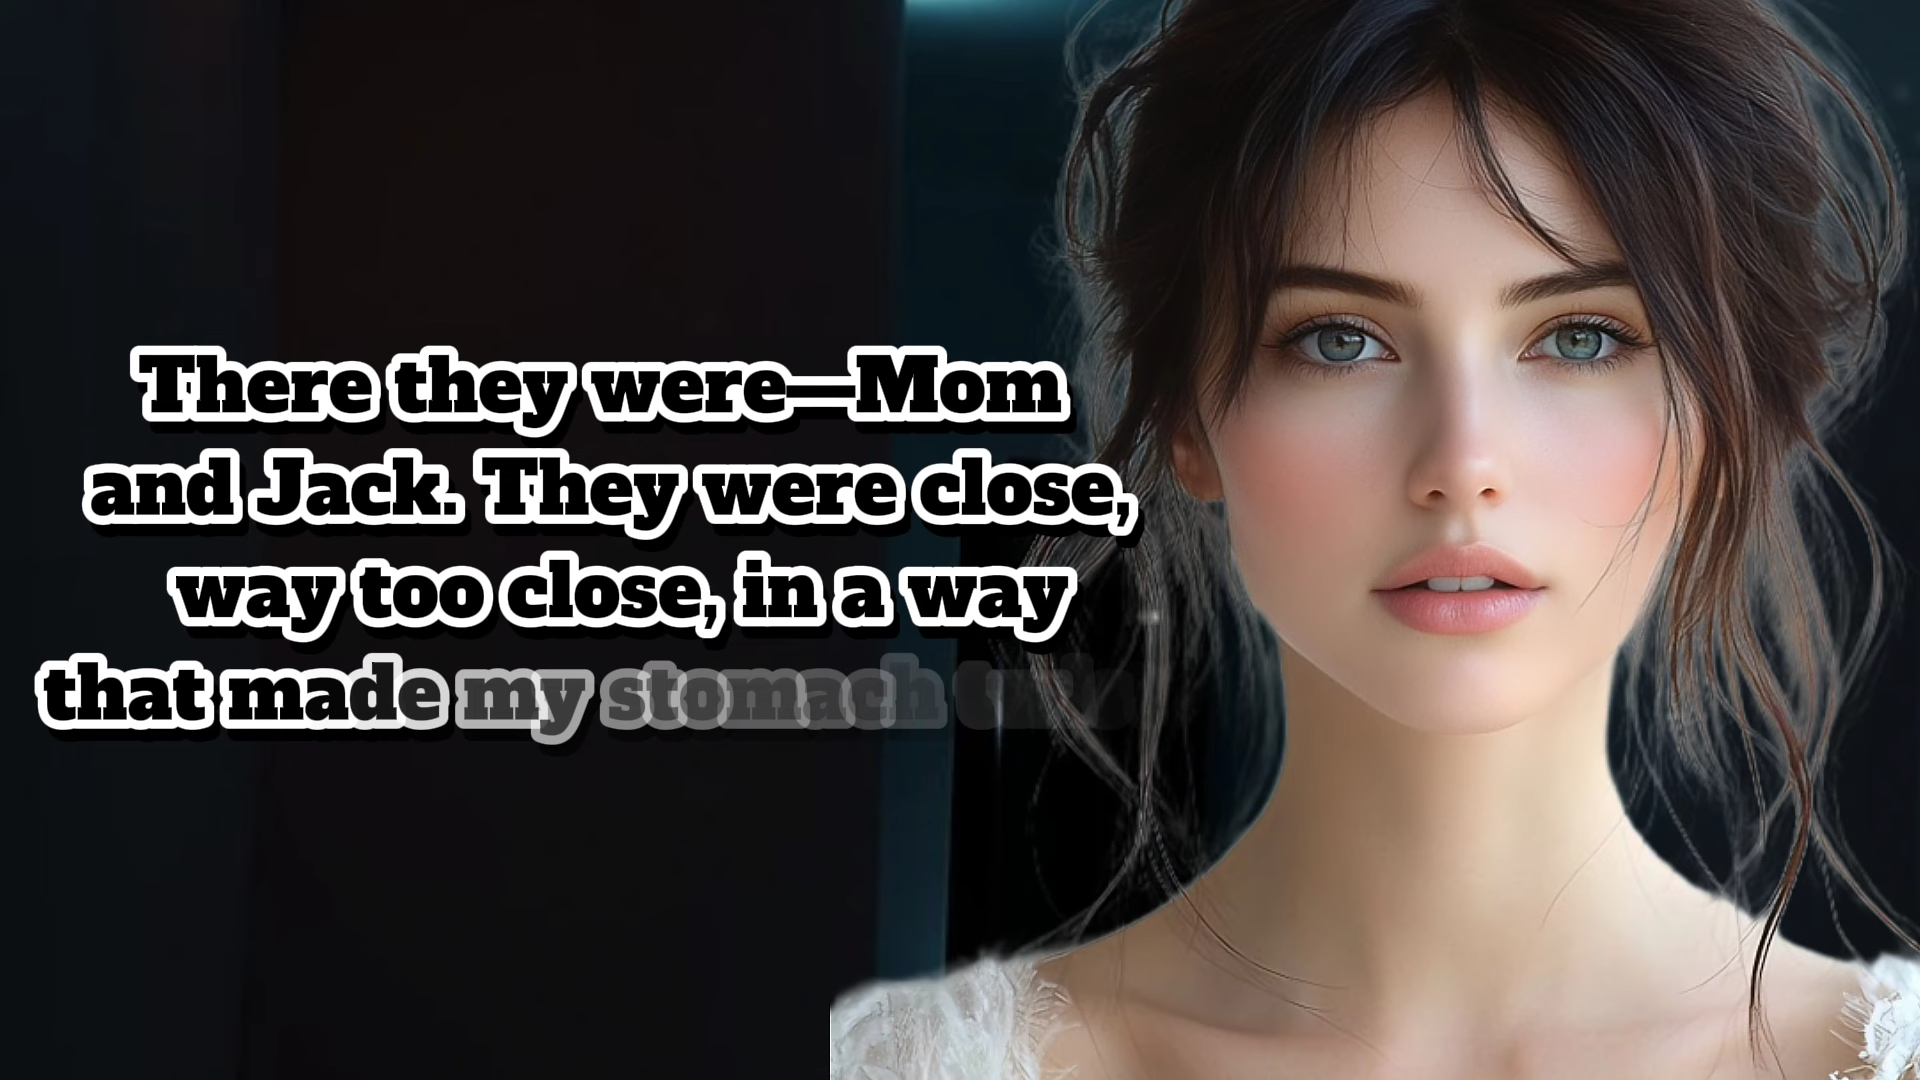 There they were—Mom
and Jack. They were close,
way too close, in a way
that made my stomach